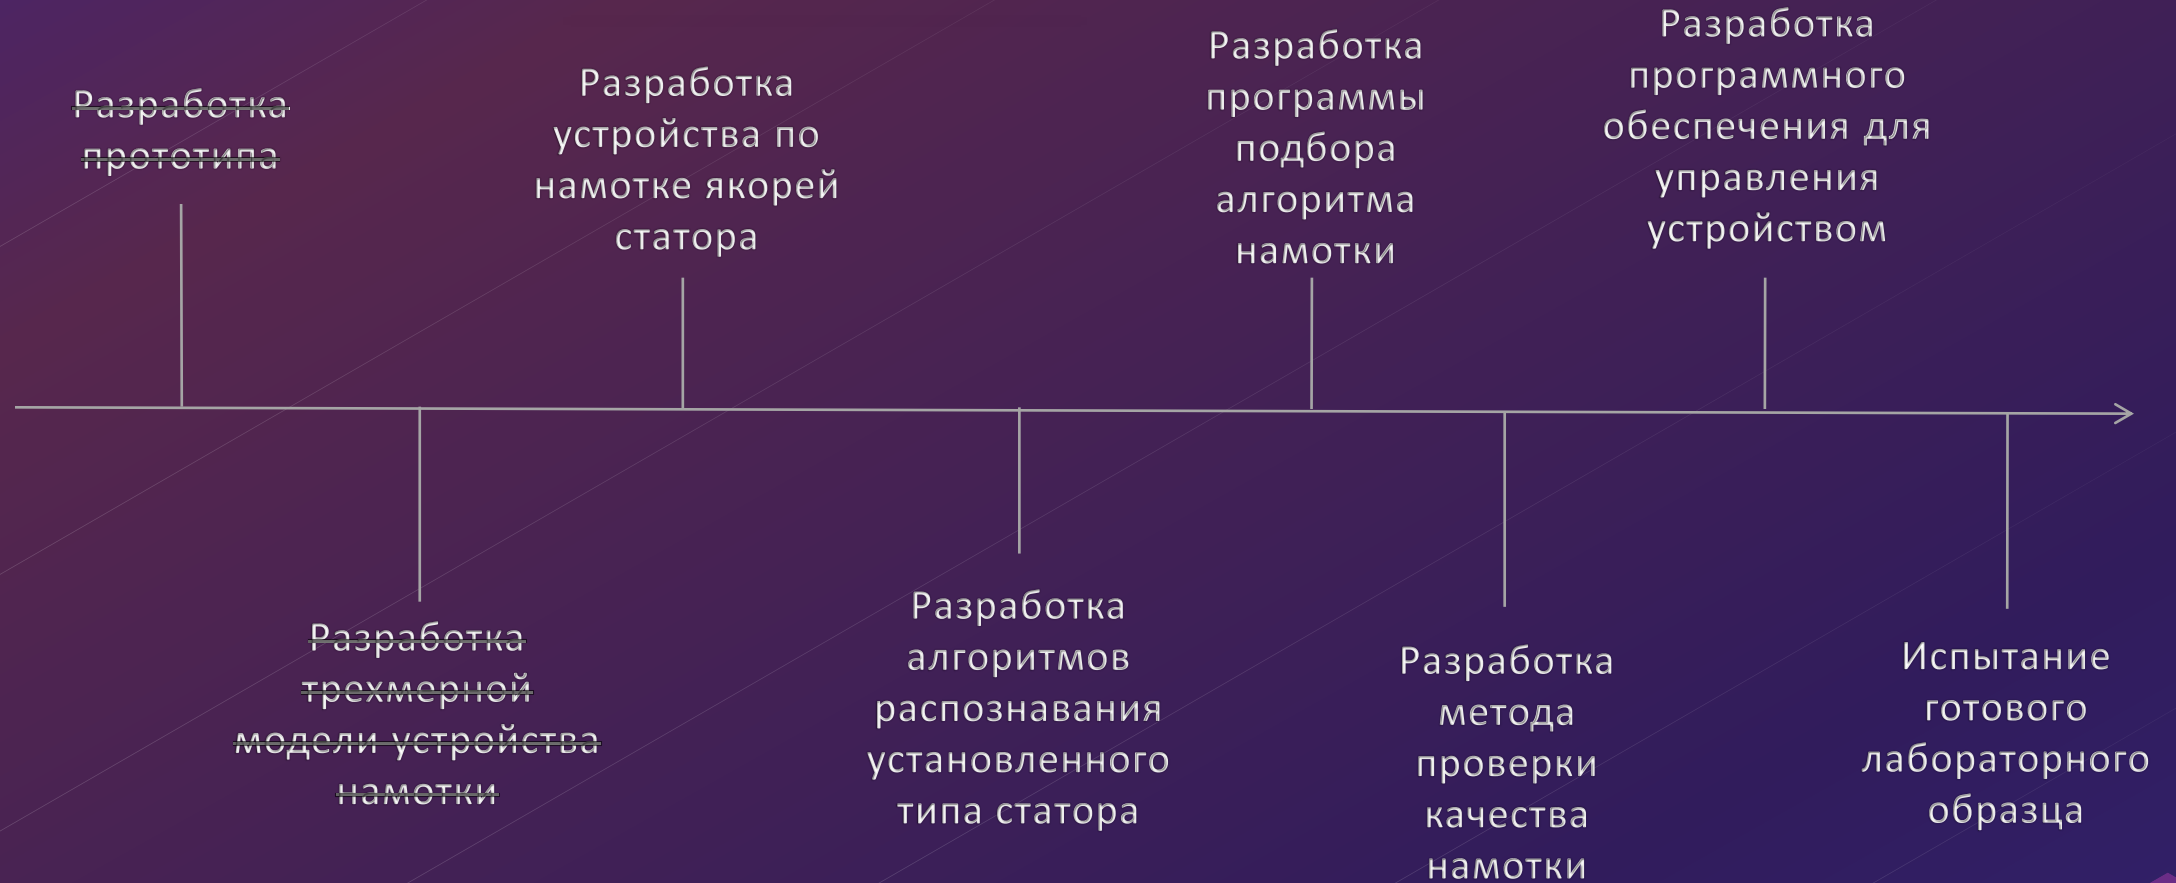 Разработка
прототипа
Разработка
трехмерной
модели устройства
намотки
Разработка
устройства по
намотке якорей
статора
Разработка
алгоритмов
распознавания
установленного
типа статора
Разработка
программы
подбора
алгоритма
намотки
Разработка
метода
проверки
качества
намотки
Разработка
программного
обеспечения для
управления
устройством
Испытание
готового
лабораторного
образца